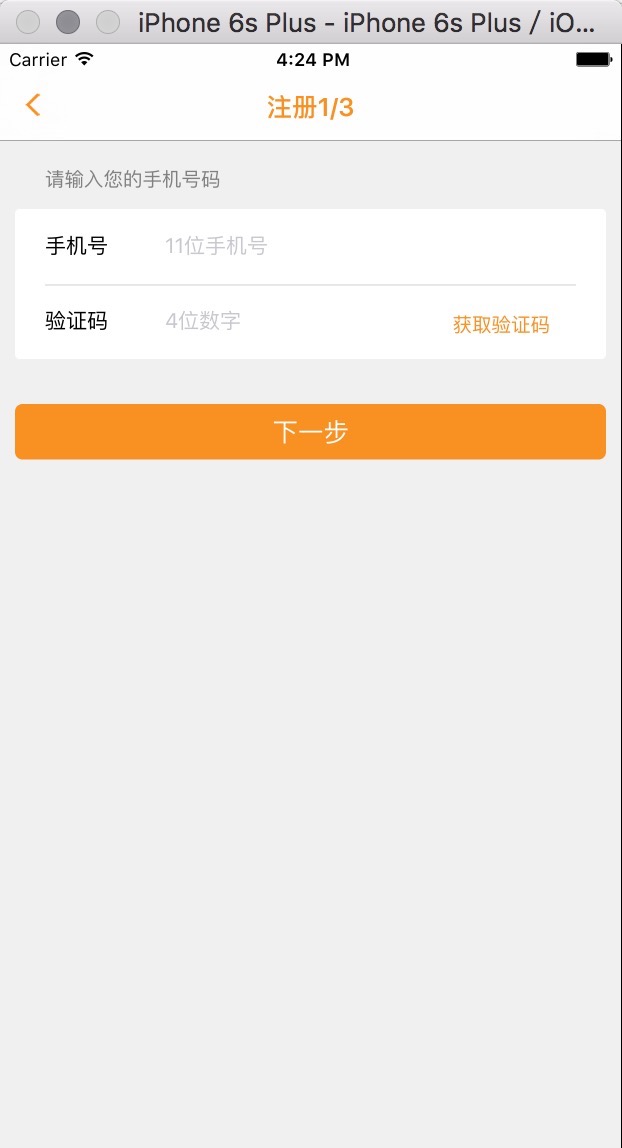 iPhone 6s Plus - iPhone 6s Plus / iO...
Carrier 4:24 PM
注册1/3
请输入您的手机号码
手机号 11位手机号
验证码 4位数字 获取验证码
下一步